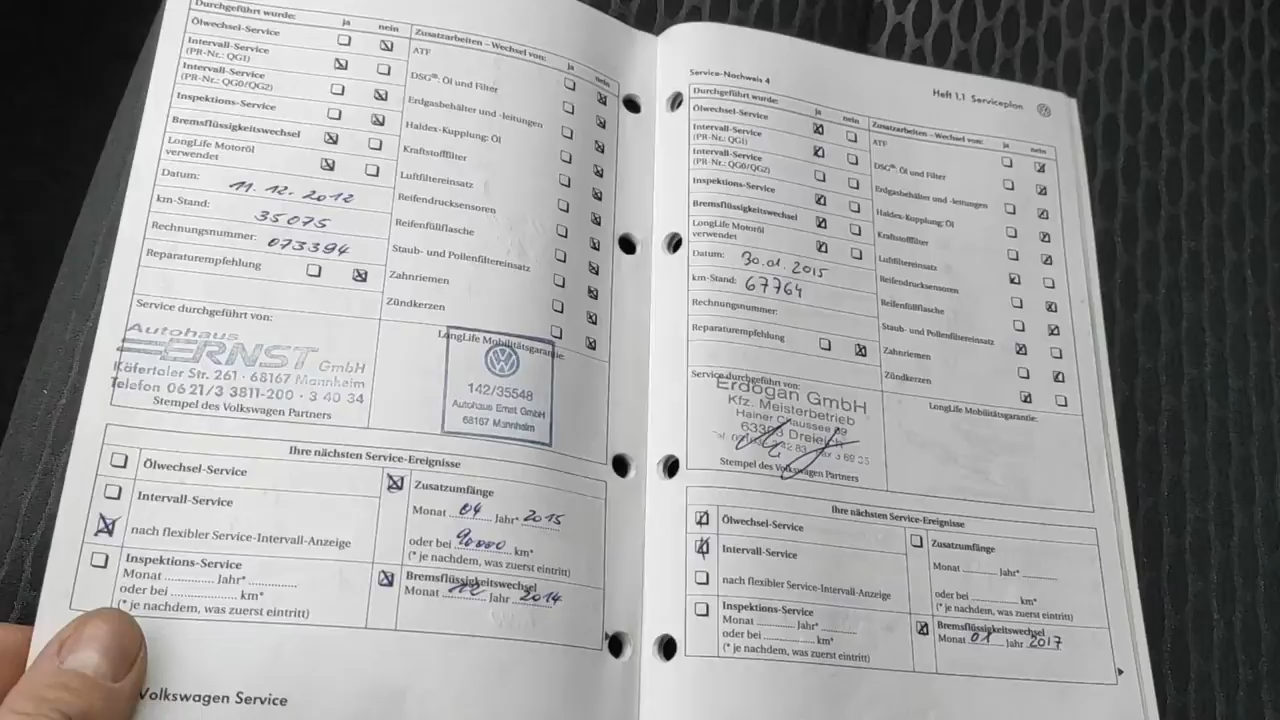 Durchgeführt wurde: ja nein
Ölwechsel-Service
Intervall-Service
(PR-Nr.: QG1)
Intervall-Service
(PR-Nr.: QG0/QG2)
Inspektions-Service
Bremsflüssigkeitswechsel
LongLife Motoröl
verwendet
Datum: 11. 12. 2012
km-Stand: 35075
Rechnungsnummer: 073394
Reparaturempfehlung
Zusatzarbeiten – Wechsel von: ja nein
ATF
DSG®: Öl und Filter
Erdgasbehälter und -leitungen
Haldex-Kupplung: Öl
Kraftstofffilter
Luftfiltereinsatz
Reifendrucksensoren
Reifenfüllflasche
Staub- und Pollenfiltereinsatz
Zahnriemen
Zündkerzen
Service durchgeführt von:
Autohaus
ERNST GmbH
Käfertaler Str. 261 · 68167 Mannheim
Telefon 06 21/3 3811-200 · 3 40 34
Stempel des Volkswagen Partners
LongLife Mobilitätsgarantie:
142/35548
Autohaus Ernst GmbH
68167 Mannheim
Ihre nächsten Service-Ereignisse
Ölwechsel-Service
Intervall-Service
nach flexibler Service-Intervall-Anzeige
Inspektions-Service
Monat Jahr*
oder bei km*
(* je nachdem, was zuerst eintritt)
Zusatzumfänge
Monat 04 Jahr* 2015
oder bei 90000 km*
(* je nachdem, was zuerst eintritt)
Bremsflüssigkeitswechsel
Monat 12 Jahr 2014
Volkswagen Service
Service-Nachweis 4
Heft 1.1 Serviceplan
Durchgeführt wurde: ja nein
Ölwechsel-Service
Intervall-Service
(PR-Nr.: QG1)
Intervall-Service
(PR-Nr.: QG0/QG2)
Inspektions-Service
Bremsflüssigkeitswechsel
LongLife Motoröl
verwendet
Datum: 30.01.2015
km-Stand: 67764
Rechnungsnummer:
Reparaturempfehlung
Zusatzarbeiten – Wechsel von: ja nein
ATF
DSG®: Öl und Filter
Erdgasbehälter und -leitungen
Haldex-Kupplung: Öl
Kraftstofffilter
Luftfiltereinsatz
Reifendrucksensoren
Reifenfüllflasche
Staub- und Pollenfiltereinsatz
Zahnriemen
Zündkerzen
Service durchgeführt von:
Erdogan GmbH
Kfz. Meisterbetrieb
Hainer Chaussee 69
Stempel des Volkswagen Partners
LongLife Mobilitätsgarantie:
Ihre nächsten Service-Ereignisse
Ölwechsel-Service
Intervall-Service
nach flexibler Service-Intervall-Anzeige
Inspektions-Service
Monat Jahr*
oder bei km*
(* je nachdem, was zuerst eintritt)
Zusatzumfänge
Monat Jahr*
oder bei km*
(* je nachdem, was zuerst eintritt)
Bremsflüssigkeitswechsel
Monat 01 Jahr 2017